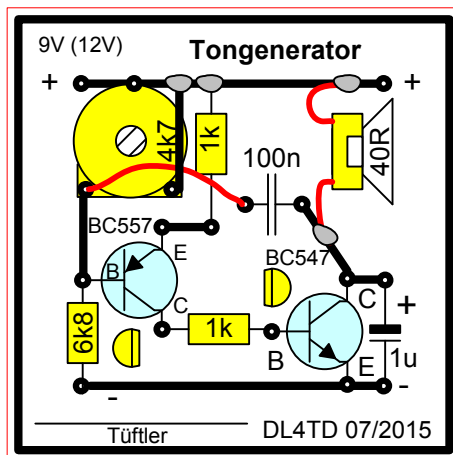 9V (12V)
Tongenerator
+ +
4k7
1k
100n
40R
BC557
BC547
E
B
C
C
+
6k8
1k
B
E
1u
- -
Tüftler
DL4TD 07/2015